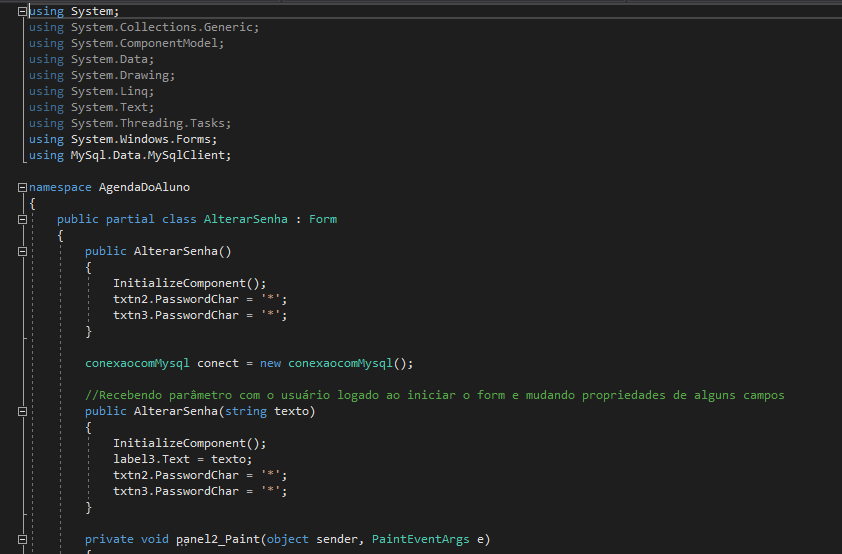 using System;
using System.Collections.Generic;
using System.ComponentModel;
using System.Data;
using System.Drawing;
using System.Linq;
using System.Text;
using System.Threading.Tasks;
using System.Windows.Forms;
using MySql.Data.MySqlClient;
namespace AgendaDoAluno
{
public partial class AlterarSenha : Form
{
public AlterarSenha()
{
InitializeComponent();
txtn2.PasswordChar = '*';
txtn3.PasswordChar = '*';
}
conexaocomMysql conect = new conexaocomMysql();
//Recebendo parâmetro com o usuário logado ao iniciar o form e mudando propriedades de alguns campos
public AlterarSenha(string texto)
{
InitializeComponent();
label3.Text = texto;
txtn2.PasswordChar = '*';
txtn3.PasswordChar = '*';
}
private void panel2_Paint(object sender, PaintEventArgs e)
{